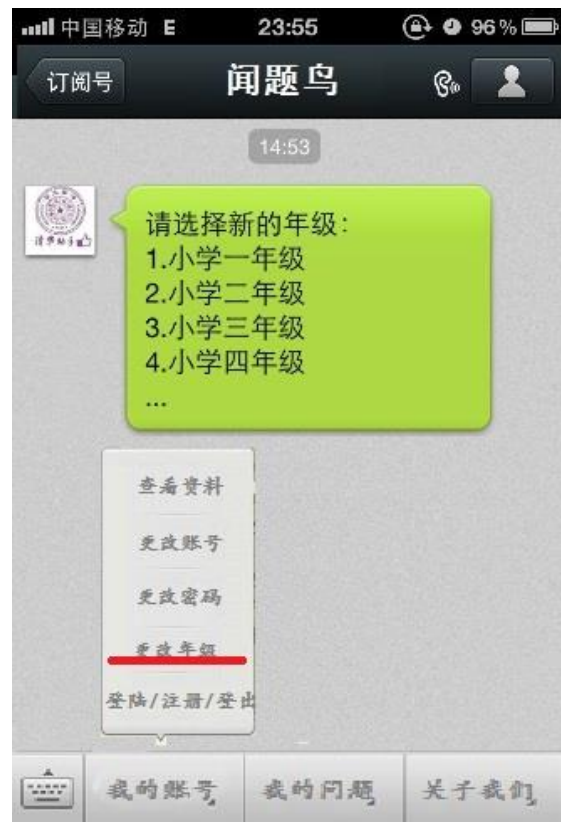 中国移动 E 23:55 96%
订阅号 闻题鸟
14:53
请选择新的年级:
1.小学一年级
2.小学二年级
3.小学三年级
4.小学四年级
...
查看资料
更改账号
更改密码
更改年级
登陆/注册/登出
我的账号 我的问题 关于我们